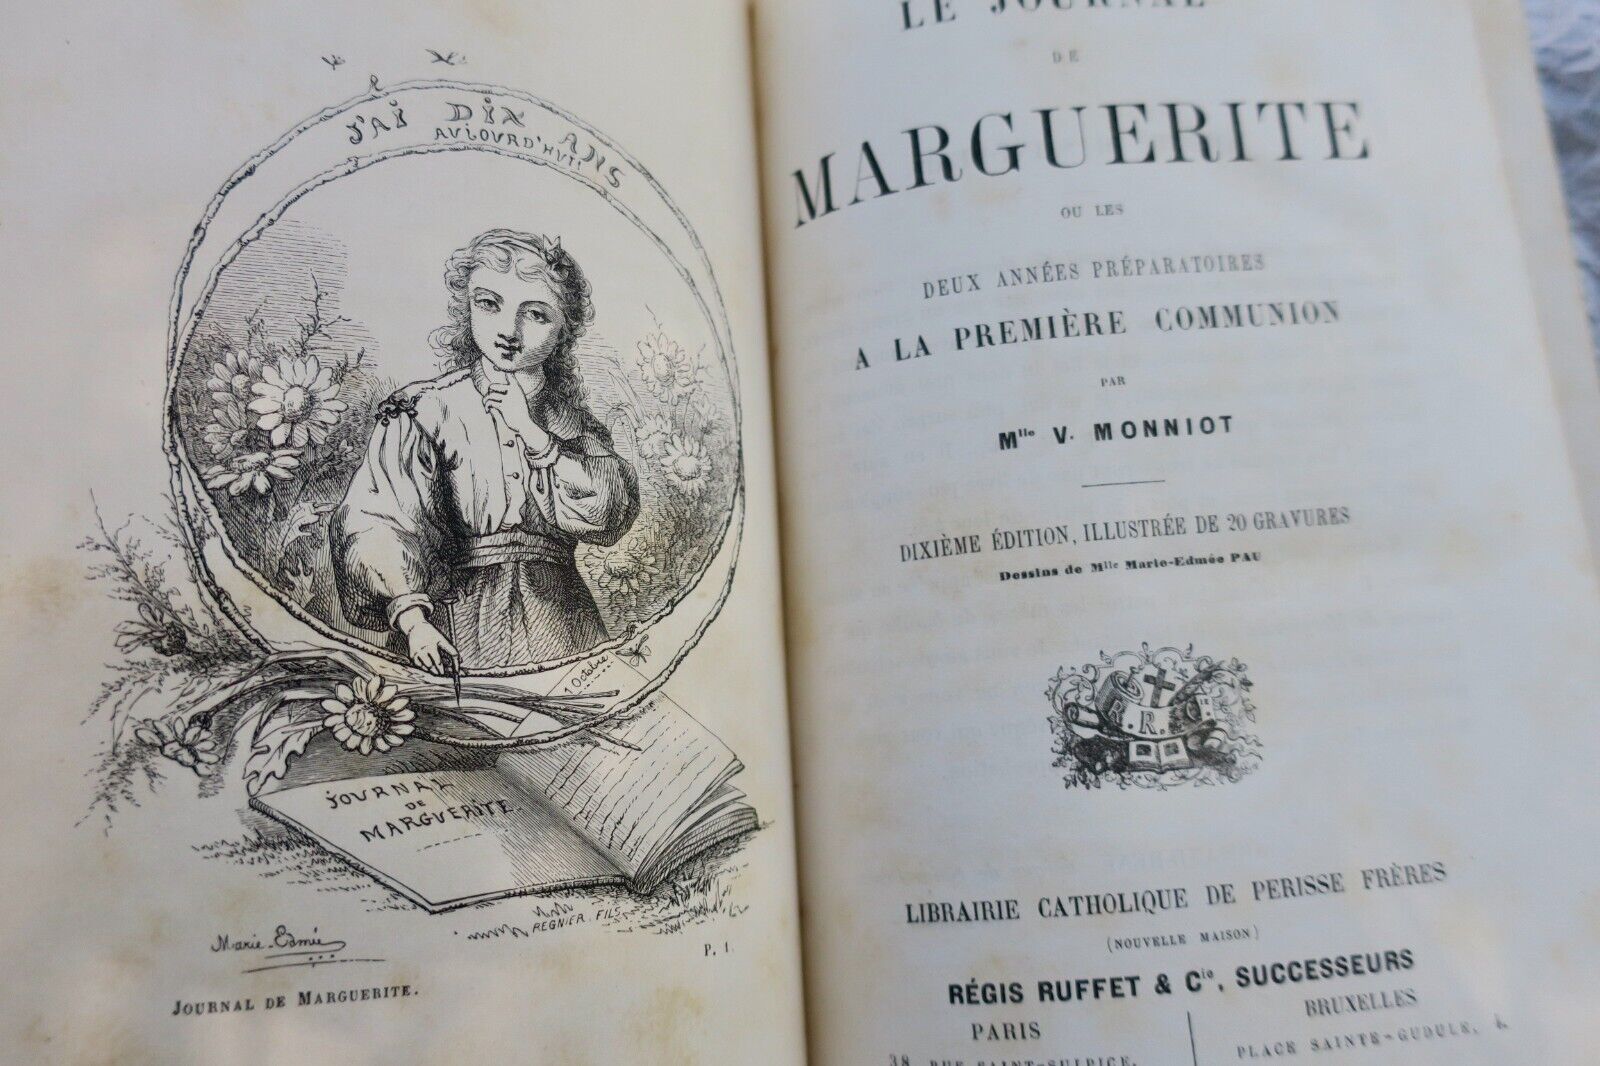 J'AI DIX ANS
AUJOURD'HUI
1 Octobre
JOURNAL
DE
MARGUERITE
REGNIER. FILS
Marie-Edmée
P. 1.
JOURNAL DE MARGUERITE.
LE JOURNAL
DE
MARGUERITE
OU LES
DEUX ANNÉES PRÉPARATOIRES
A LA PREMIÈRE COMMUNION
PAR
Mlle V. MONNIOT
DIXIÈME ÉDITION, ILLUSTRÉE DE 20 GRAVURES
Dessins de Mlle Marie-Edmée PAU
R. R.
LIBRAIRIE CATHOLIQUE DE PERISSE FRÈRES
(NOUVELLE MAISON)
RÉGIS RUFFET & Cie, SUCCESSEURS
PARIS
38, RUE SAINT-SULPICE.
BRUXELLES
PLACE SAINTE-GUDULE, 4.